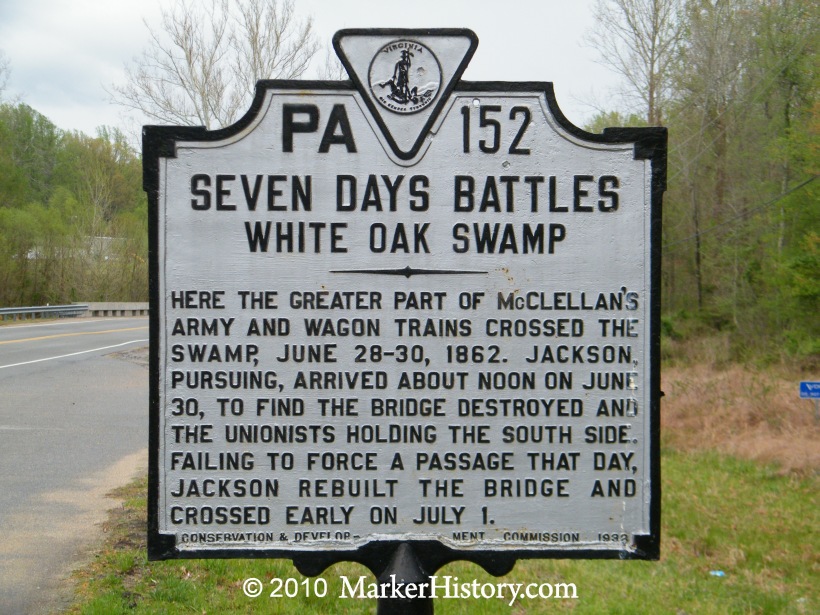 VIRGINIA
PA 152
SEVEN DAYS BATTLES
WHITE OAK SWAMP
HERE THE GREATER PART OF McCLELLAN'S
ARMY AND WAGON TRAINS CROSSED THE
SWAMP, JUNE 28-30, 1862. JACKSON,
PURSUING, ARRIVED ABOUT NOON ON JUNE
30, TO FIND THE BRIDGE DESTROYED AND
THE UNIONISTS HOLDING THE SOUTH SIDE.
FAILING TO FORCE A PASSAGE THAT DAY,
JACKSON REBUILT THE BRIDGE AND
CROSSED EARLY ON JULY 1.
CONSERVATION & DEVELOP- MENT COMMISSION
© 2010 MarkerHistory.com